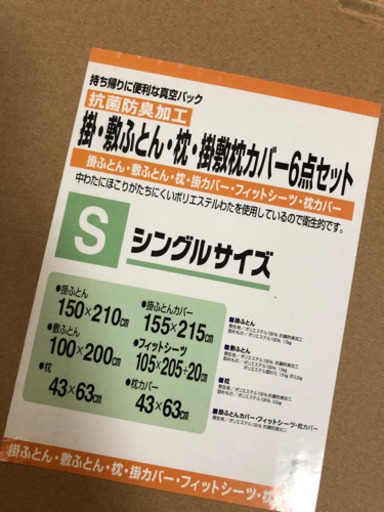 持ち帰りに便利な真空パック
抗菌防臭加工
掛・敷ふとん・枕・掛敷枕カバー6点セット
掛ふとん・敷ふとん・枕・掛カバー・フィットシーツ・枕カバー
中わたにほこりがたちにくいポリエステルわたを使用しているので衛生的です。
S シングルサイズ
●掛ふとん
150×210cm
●敷ふとん
100×200cm
●枕
43×63cm
●掛ふとんカバー
155×215cm
●フィットシーツ
105×205+20cm
●枕カバー
43×63cm
■掛ふとん
■敷ふとん
■枕
■掛ふとんカバー・フィットシーツ・枕カバー
掛ふとん・敷ふとん・枕・掛カバー・フィットシーツ・枕